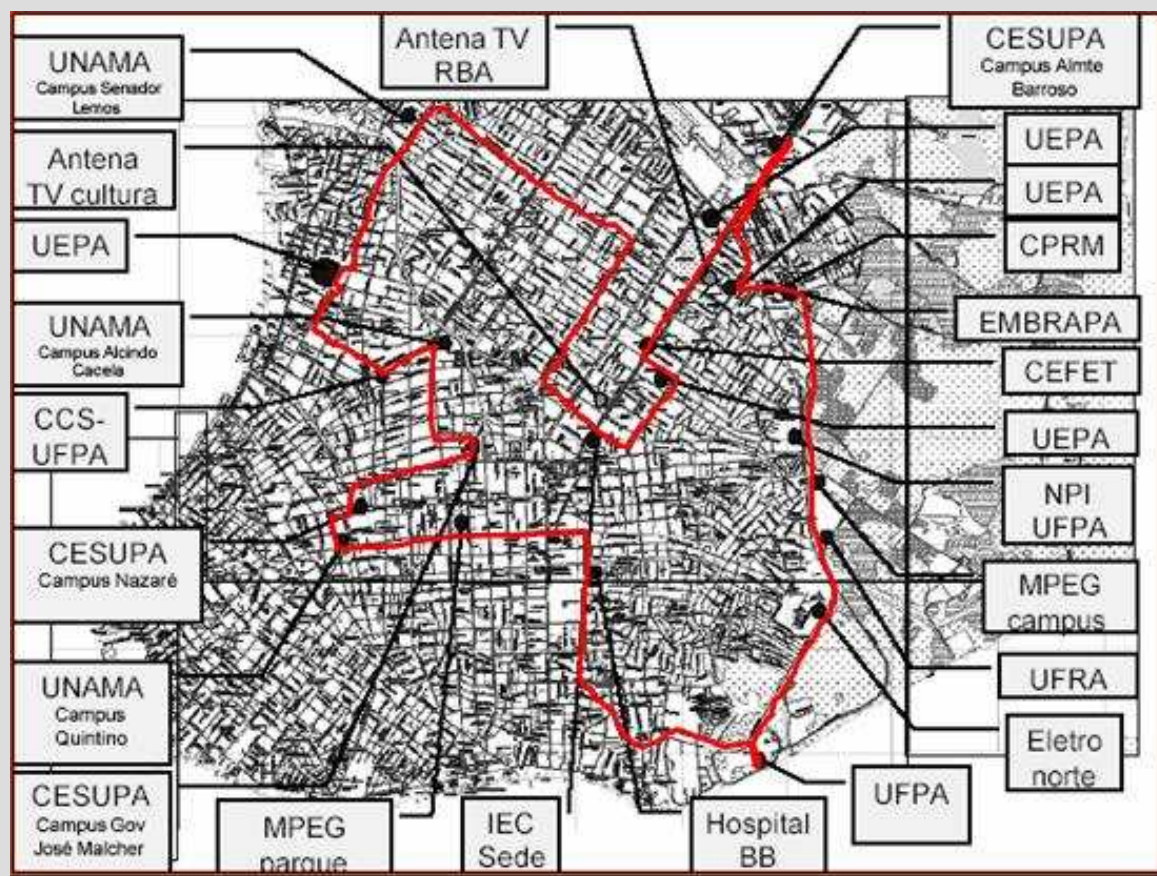 UNAMA
Campus Senador
Lemos
Antena
TV cultura
UEPA
UNAMA
Campus Alcindo
Cacela
CCS-
UFPA
CESUPA
Campus Nazaré
UNAMA
Campus
Quintino
CESUPA
Campus Gov
José Malcher
Antena TV
RBA
MPEG
parque
IEC
Sede
Hospital
BB
UFPA
CESUPA
Campus Almte
Barroso
UEPA
UEPA
CPRM
EMBRAPA
CEFET
UEPA
NPI
UFPA
MPEG
campus
UFRA
Eletro
norte